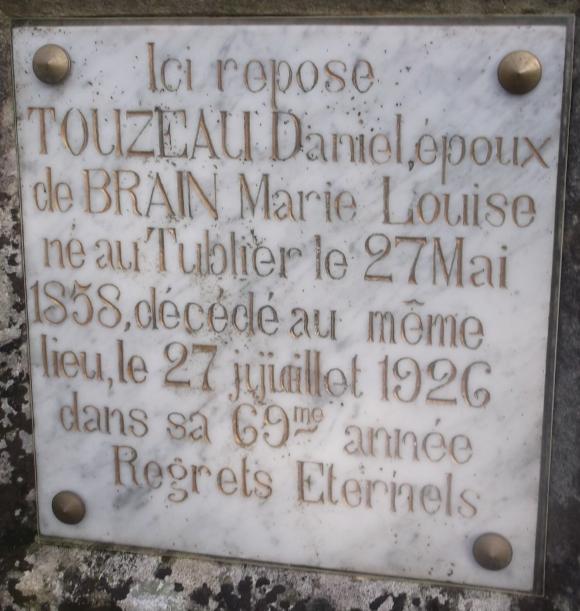 Ici repose
TOUZEAU Daniel, époux
de BRAIN Marie Louise
né au Tublier le 27 Mai
1858, décédé au même
lieu, le 27 juillet 1926
dans sa 69me année
Regrets Eternels